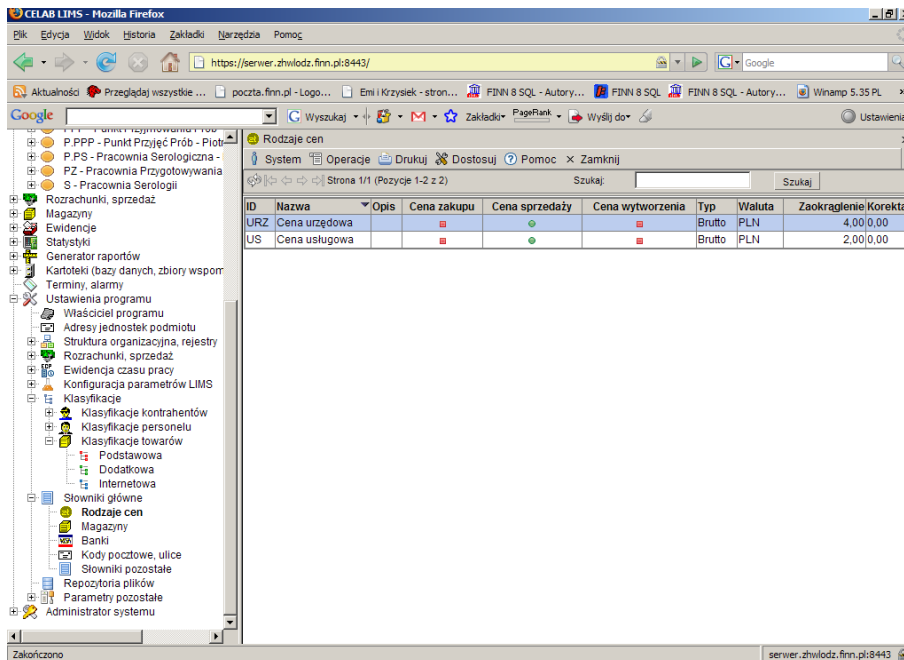 CELAB LIMS - Mozilla Firefox
Plik Edycja Widok Historia Zakładki Narzędzia Pomoc
https://serwer.zhwlodz.finn.pl:8443/ Google
Aktualności Przeglądaj wszystkie ... poczta.finn.pl - Logo... Emi i Krzysiek - stron... FINN 8 SQL - Autory... FINN 8 SQL FINN 8 SQL - Autory... Winamp 5.35 PL
Google Wyszukaj Zakładki PageRank Wyślij do Ustawienia
P.PPP - Punkt Przyjęć Prób - Piotr
P.PS - Pracownia Serologiczna -
PZ - Pracownia Przygotowywania
S - Pracownia Serologii
Rozrachunki, sprzedaż
Magazyny
Ewidencje
Statystyki
Generator raportów
Kartoteki (bazy danych, zbiory wspom
Terminy, alarmy
Ustawienia programu
Właściciel programu
Adresy jednostek podmiotu
Struktura organizacyjna, rejestry
Rozrachunki, sprzedaż
Ewidencja czasu pracy
Konfiguracja parametrów LIMS
Klasyfikacje
Klasyfikacje kontrahentów
Klasyfikacje personelu
Klasyfikacje towarów
Podstawowa
Dodatkowa
Internetowa
Słowniki główne
Rodzaje cen
Magazyny
Banki
Kody pocztowe, ulice
Słowniki pozostałe
Repozytoria plików
Parametry pozostałe
Administrator systemu
Rodzaje cen
System Operacje Drukuj Dostosuj Pomoc Zamknij
Strona 1/1 (Pozycje 1-2 z 2) Szukaj: Szukaj
ID Nazwa Opis Cena zakupu Cena sprzedaży Cena wytworzenia Typ Waluta Zaokrąglenie Korekta
URZ Cena urzędowa Brutto PLN 4,00 0,00
US Cena usługowa Brutto PLN 2,00 0,00
Zakończono serwer.zhwlodz.finn.pl:8443